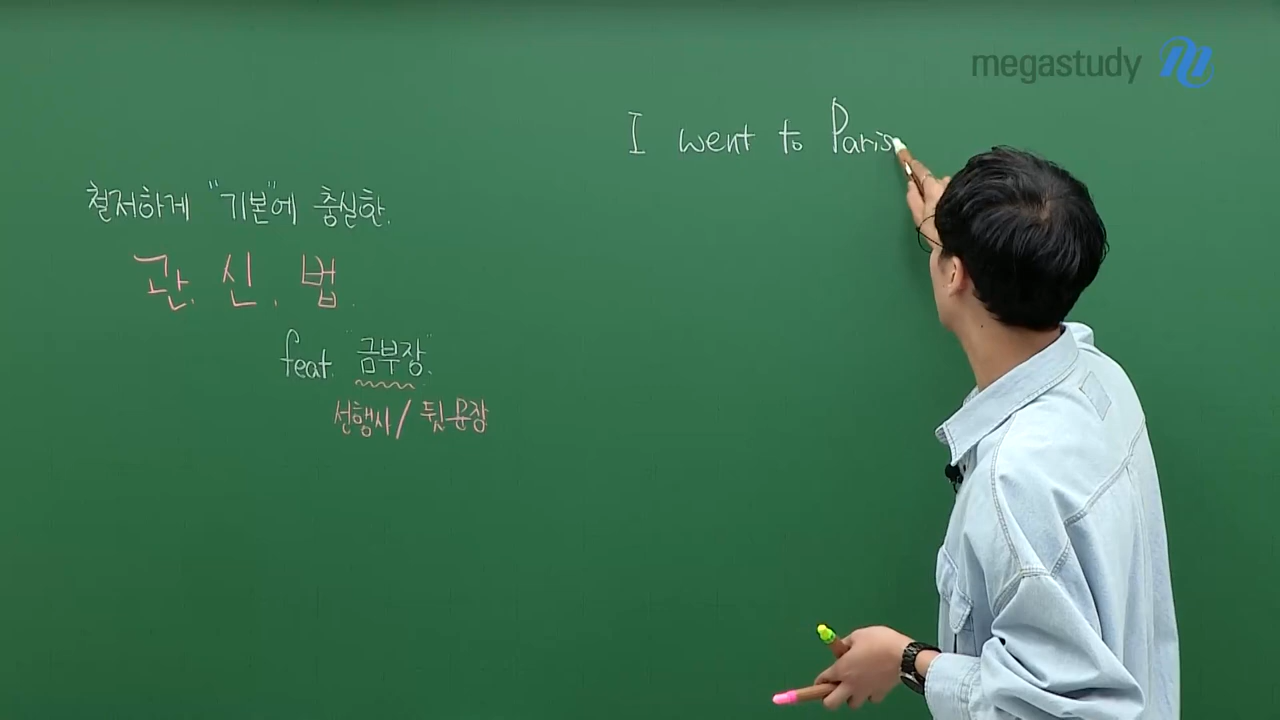 megastudy
I went to Paris
철저하게 "기본"에 충실한.
관. 신. 법.
feat. "금부장".
선행사 / 뒷문장